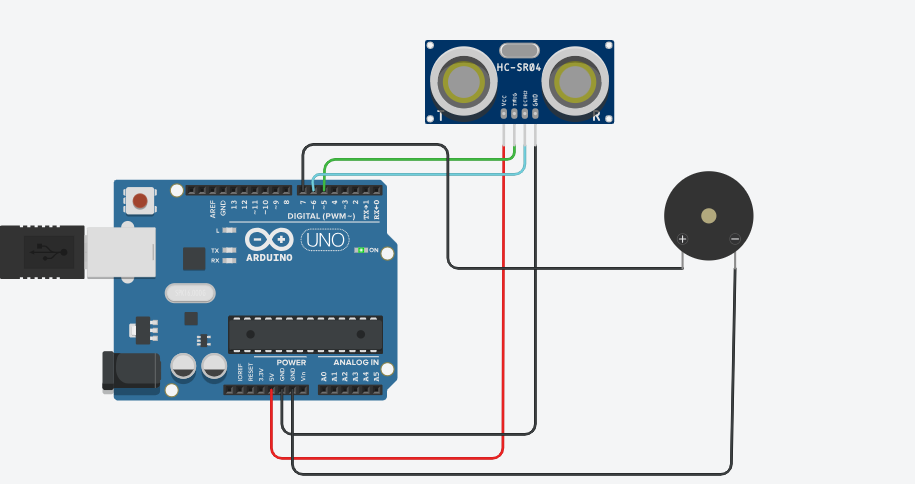 HC-SR04
VCC
TRIG
ECHO
GND
T
R
AREF
GND
13
12
~11
~10
~9
8
7
~6
~5
4
~3
2
TX→1
RX←0
DIGITAL (PWM~)
L
TX
RX
UNO
ARDUINO
ON
+
−
POWER
ANALOG IN
IOREF
RESET
3.3V
5V
GND
GND
Vin
A0
A1
A2
A3
A4
A5